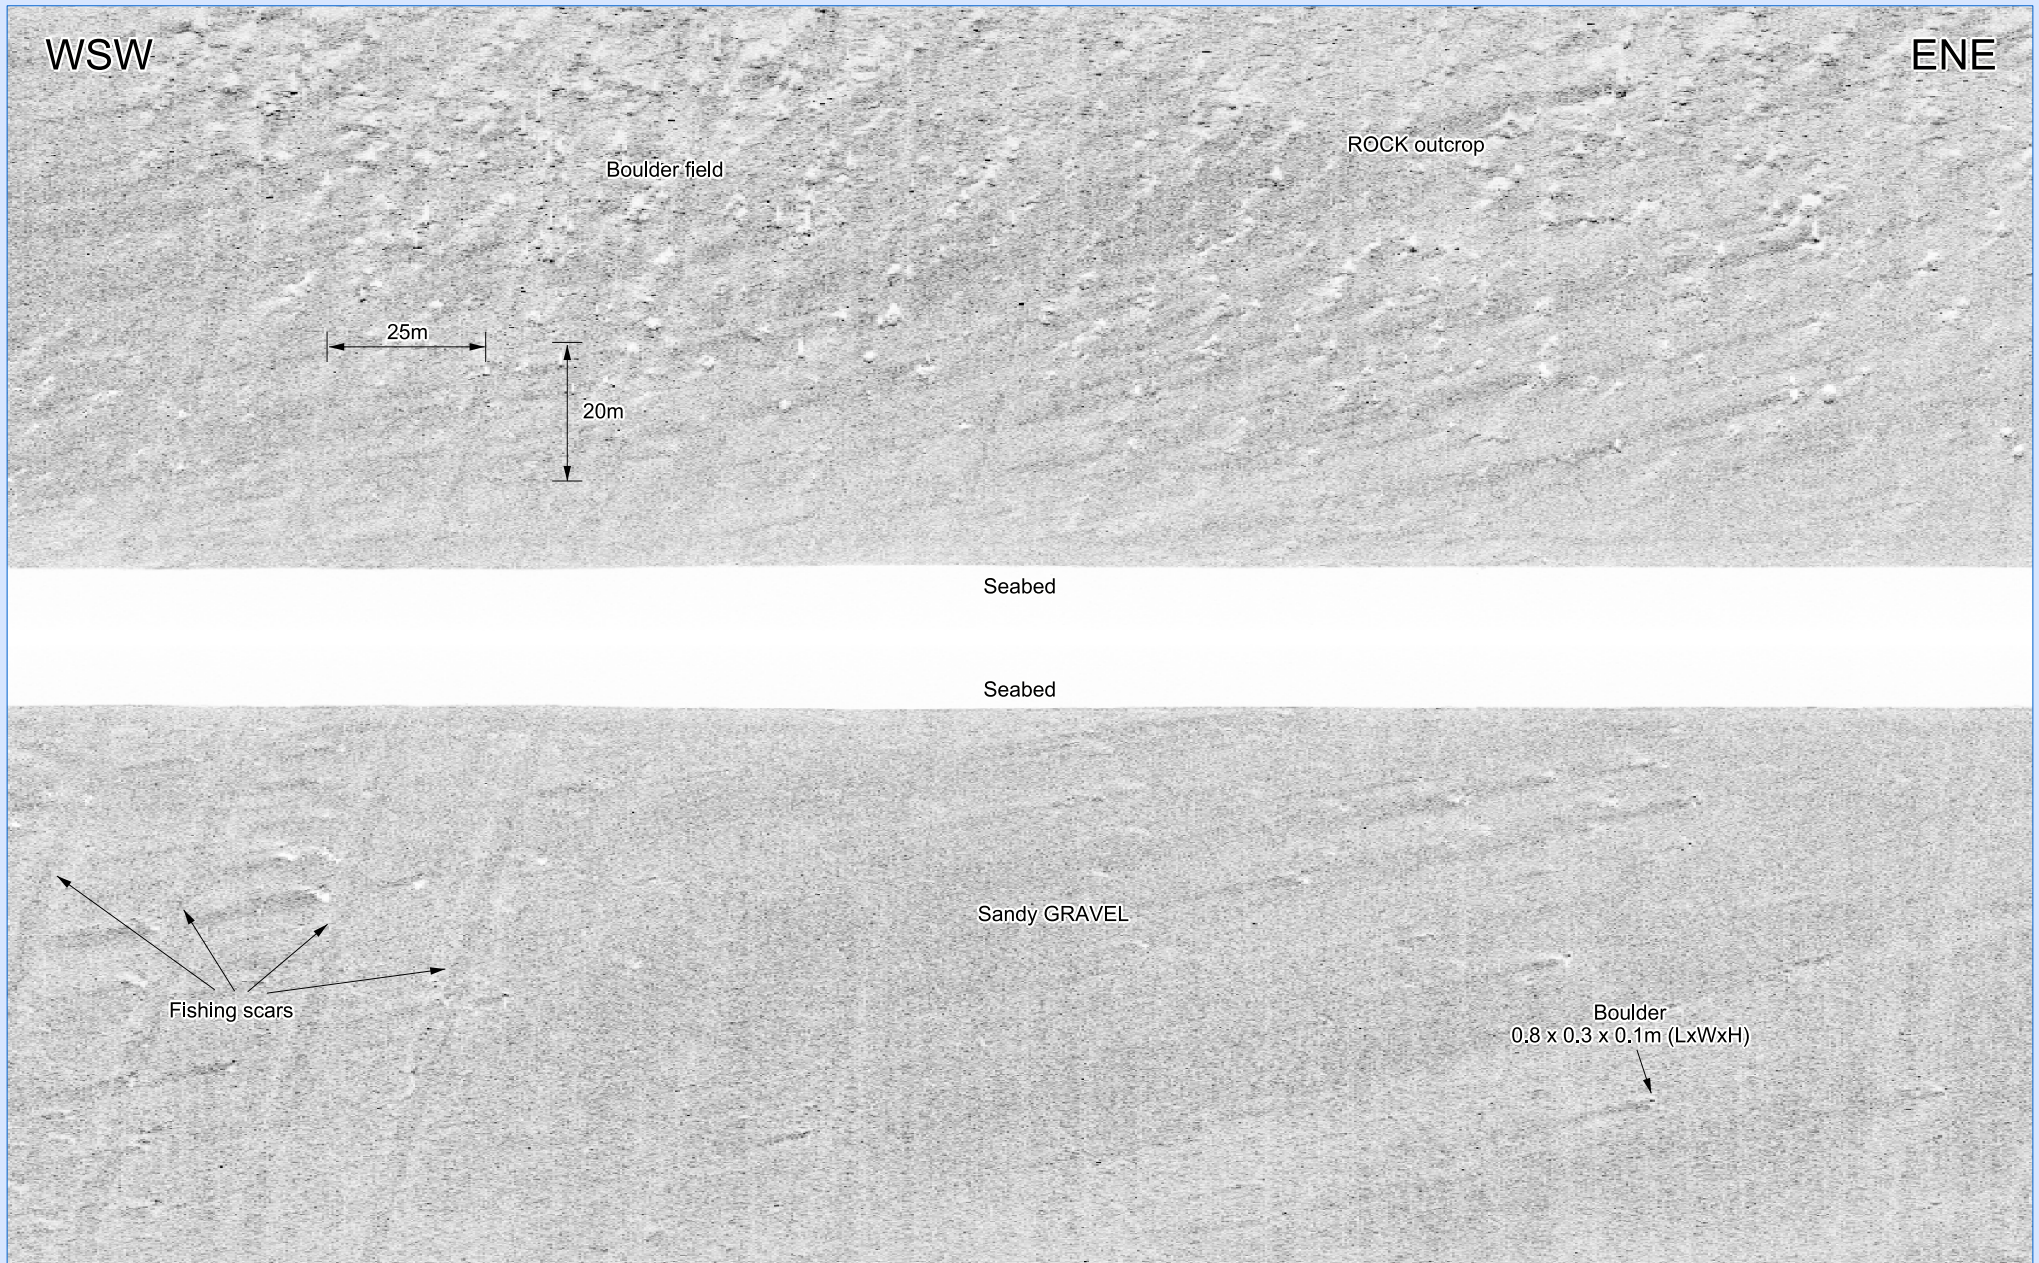 WSW
ENE
ROCK outcrop
Boulder field
25m
20m
Seabed
Seabed
Sandy GRAVEL
Fishing scars
Boulder
0.8 x 0.3 x 0.1m (LxWxH)